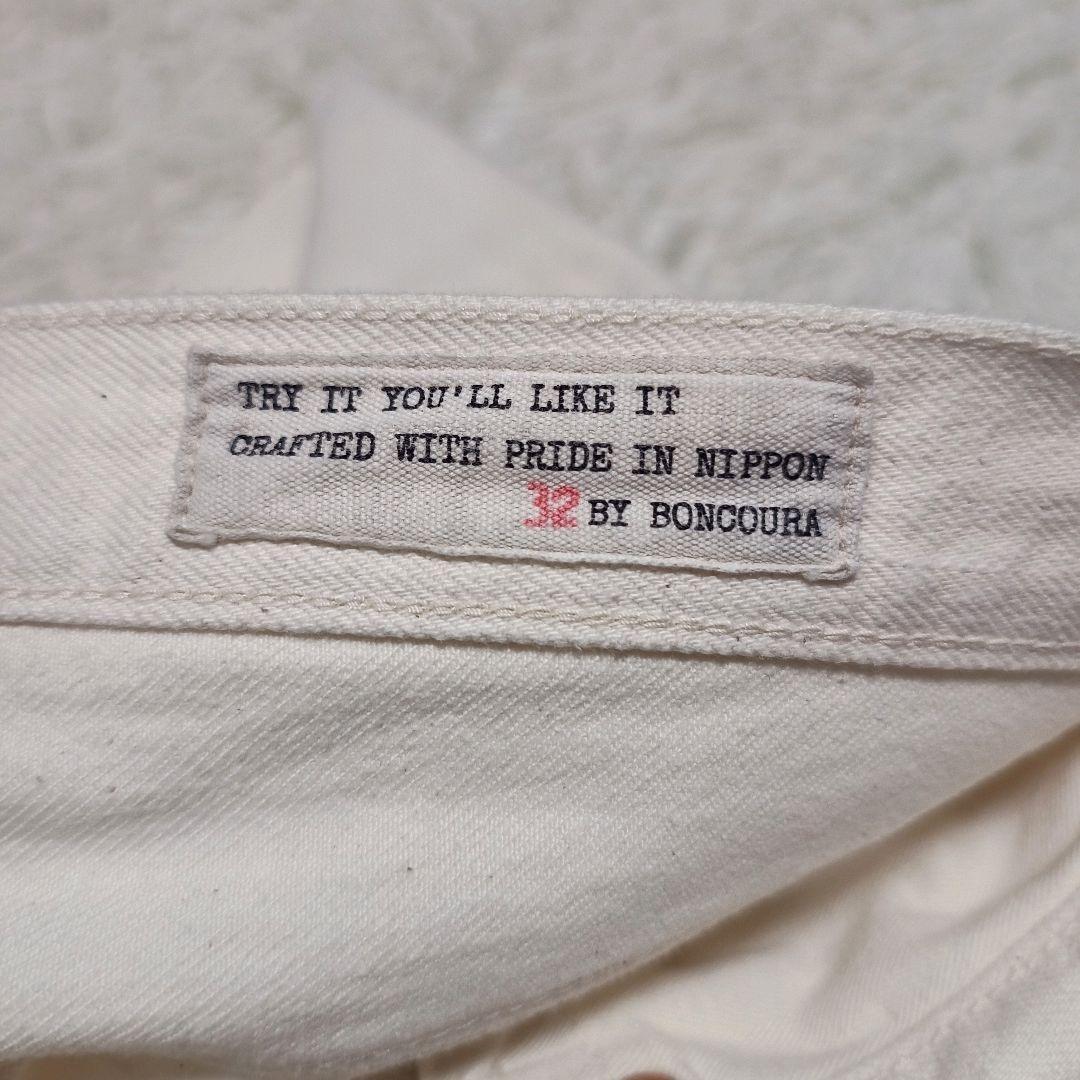 TRY IT YOU'LL LIKE IT
CRAFTED WITH PRIDE IN NIPPON
32 BY BONCOURA